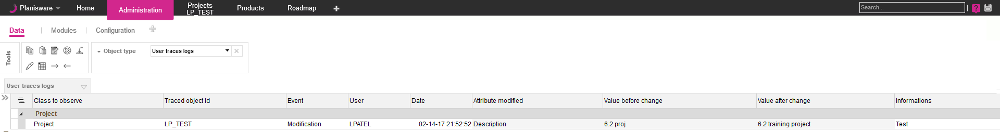 Planisware Home Administration Projects Products Roadmap Search...
LP_TEST
Data Modules Configuration
Tools
Object type User traces logs
User traces logs
Class to observe Traced object id Event User Date Attribute modified Value before change Value after change Informations
Project
Project LP_TEST Modification LPATEL 02-14-17 21:52:52 Description 6.2 proj 6.2 training project Test